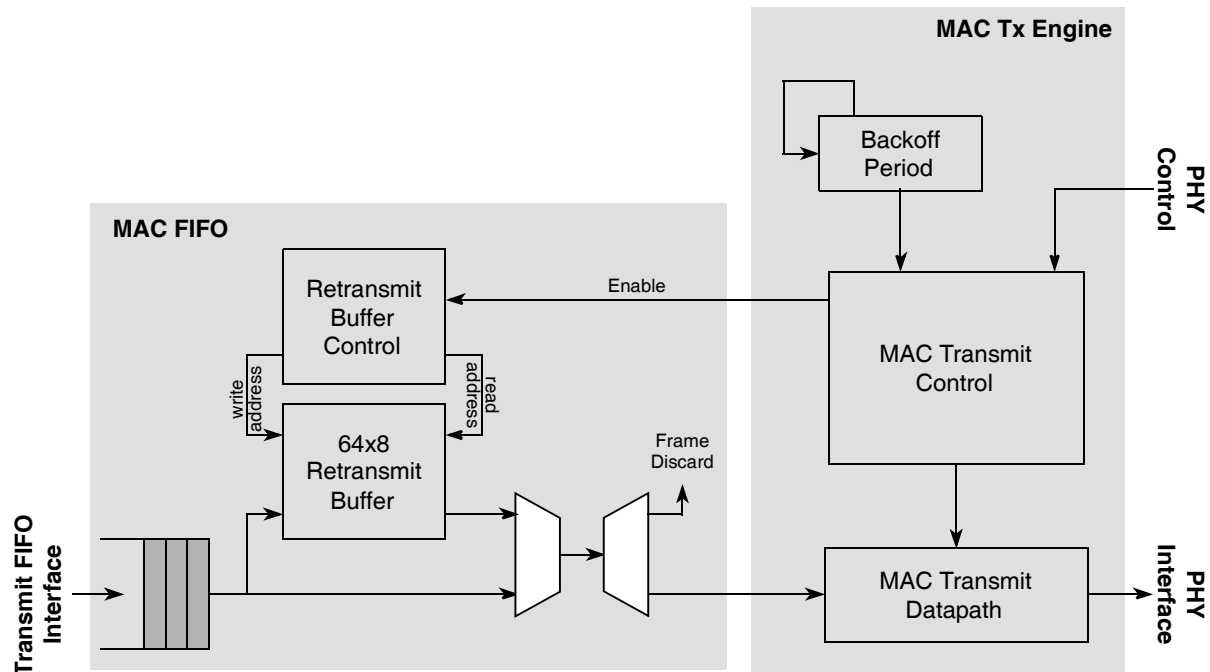 MAC Tx Engine
Backoff
Period
PHY
Control
MAC FIFO
Retransmit
Buffer
Control
Enable
MAC Transmit
Control
write
address
read
address
64x8
Retransmit
Buffer
Frame
Discard
Transmit FIFO
Interface
MAC Transmit
Datapath
PHY
Interface